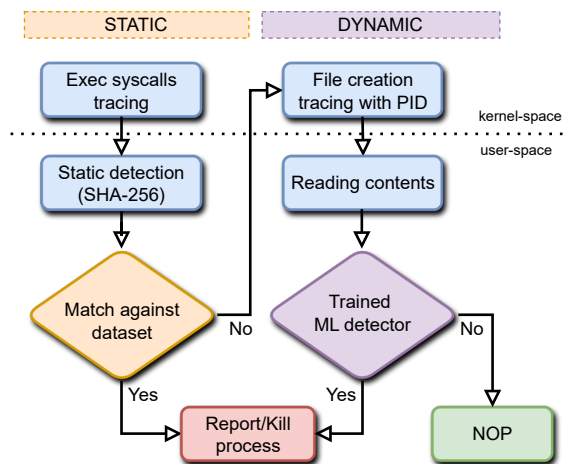 STATIC
DYNAMIC
Exec syscalls
tracing
File creation
tracing with PID
kernel-space
user-space
Static detection
(SHA-256)
Reading contents
Match against
dataset
No
Trained
ML detector
No
Yes
Yes
Report/Kill
process
NOP